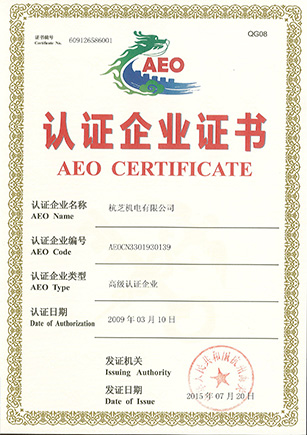 证书编号
Certificate No.
609126586001
QG08
AEO
认证企业证书
AEO CERTIFICATE
认证企业名称
AEO Name
杭芝机电有限公司
认证企业编号
AEO Code
AEOCN3301930139
认证企业类型
AEO Type
高级认证企业
认证日期
Date of Authorization
2009 年 03 月 10 日
发证机关
Issuing Authority
发证日期
Date of Issue
2015 年 07 月 20 日